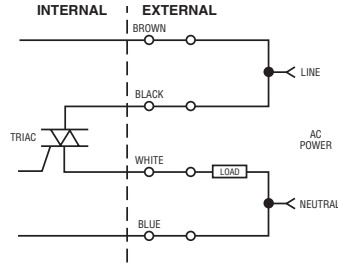 INTERNAL EXTERNAL
BROWN
LINE
BLACK
TRIAC
AC
POWER
WHITE
LOAD
NEUTRAL
BLUE